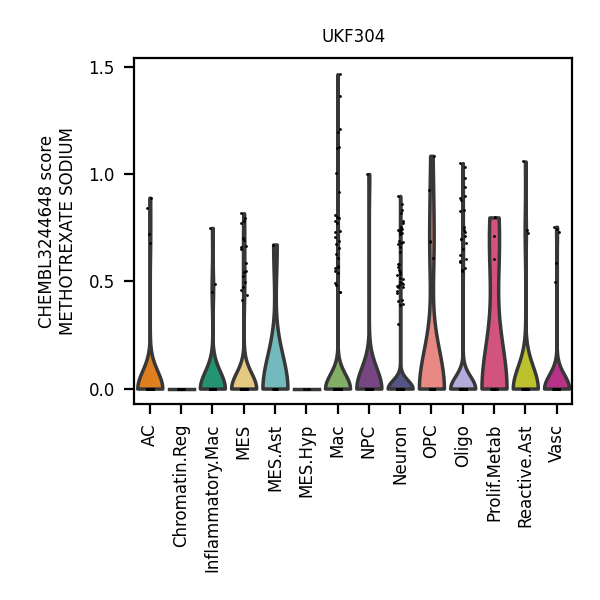 UKF304
CHEMBL3244648 score
METHOTREXATE SODIUM
1.5
1.0
0.5
0.0
AC
Chromatin.Reg
Inflammatory.Mac
MES
MES.Ast
MES.Hyp
Mac
NPC
Neuron
OPC
Oligo
Prolif.Metab
Reactive.Ast
Vasc